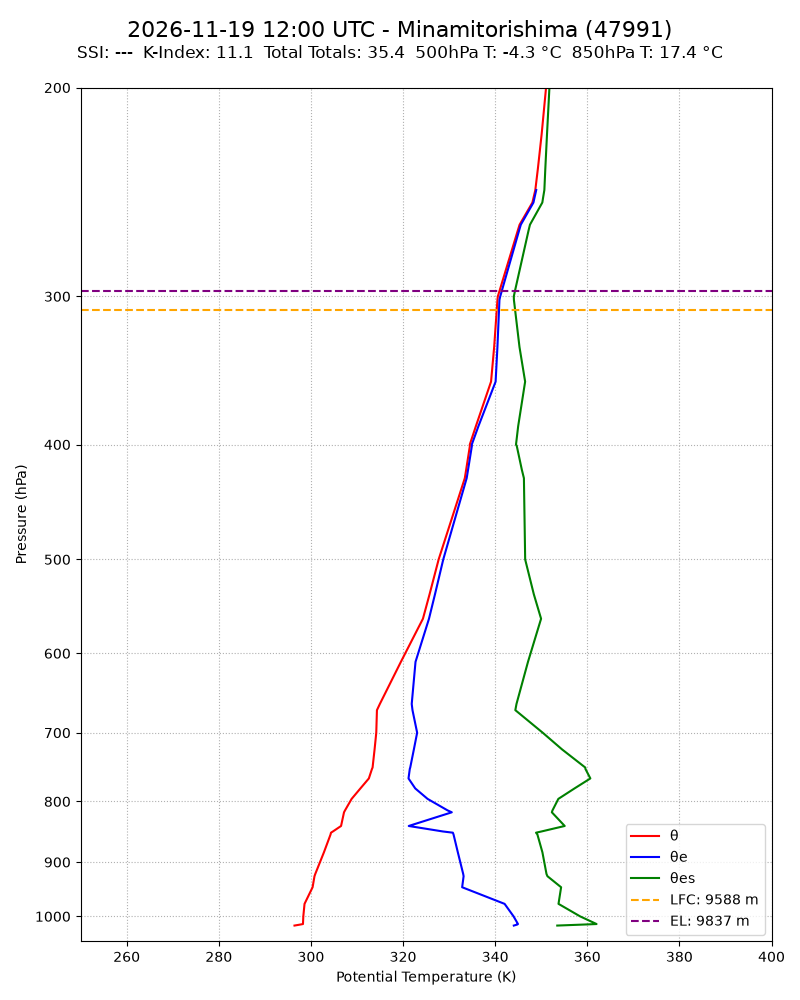 2026-11-19 12:00 UTC - Minamitorishima (47991)
SSI: --- K-Index: 11.1 Total Totals: 35.4 500hPa T: -4.3 °C 850hPa T: 17.4 °C
200
300
400
500
600
700
800
900
1000
Pressure (hPa)
260 280 300 320 340 360 380 400
Potential Temperature (K)
θ
θe
θes
LFC: 9588 m
EL: 9837 m